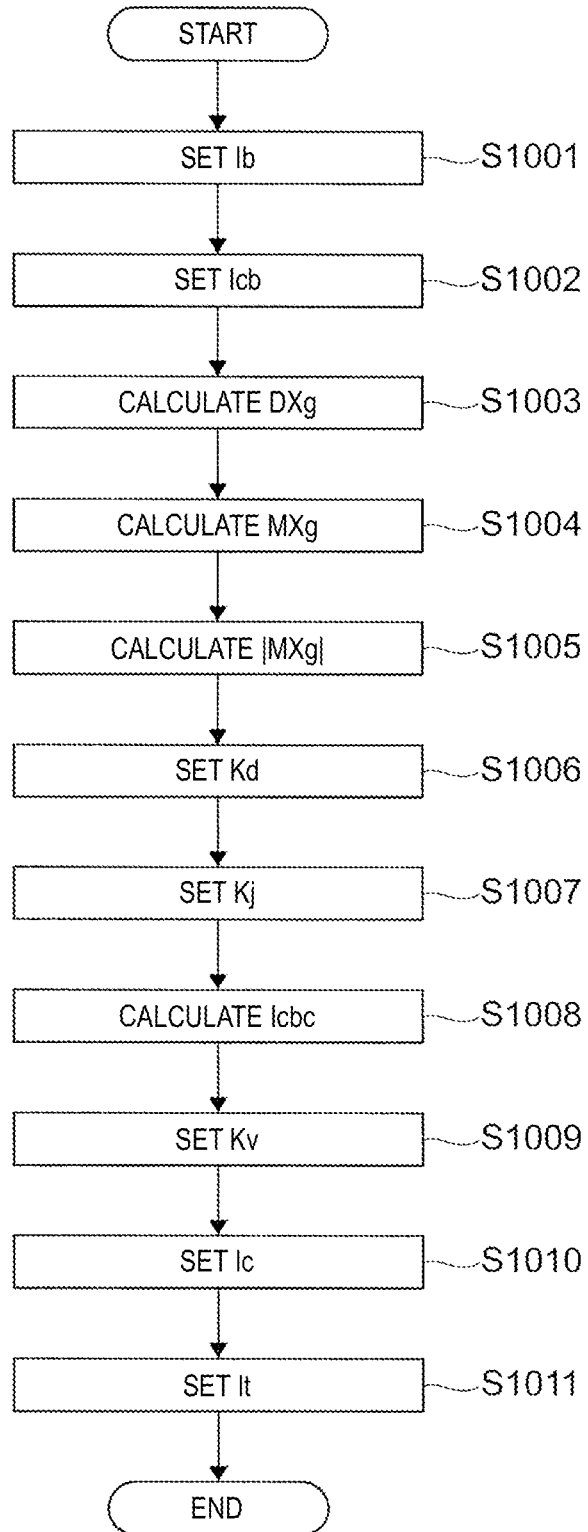 START
SET Ib
S1001
SET Icb
S1002
CALCULATE DXg
S1003
CALCULATE MXg
S1004
CALCULATE |MXg|
S1005
SET Kd
S1006
SET Kj
S1007
CALCULATE Icbc
S1008
SET Kv
S1009
SET Ic
S1010
SET It
S1011
END